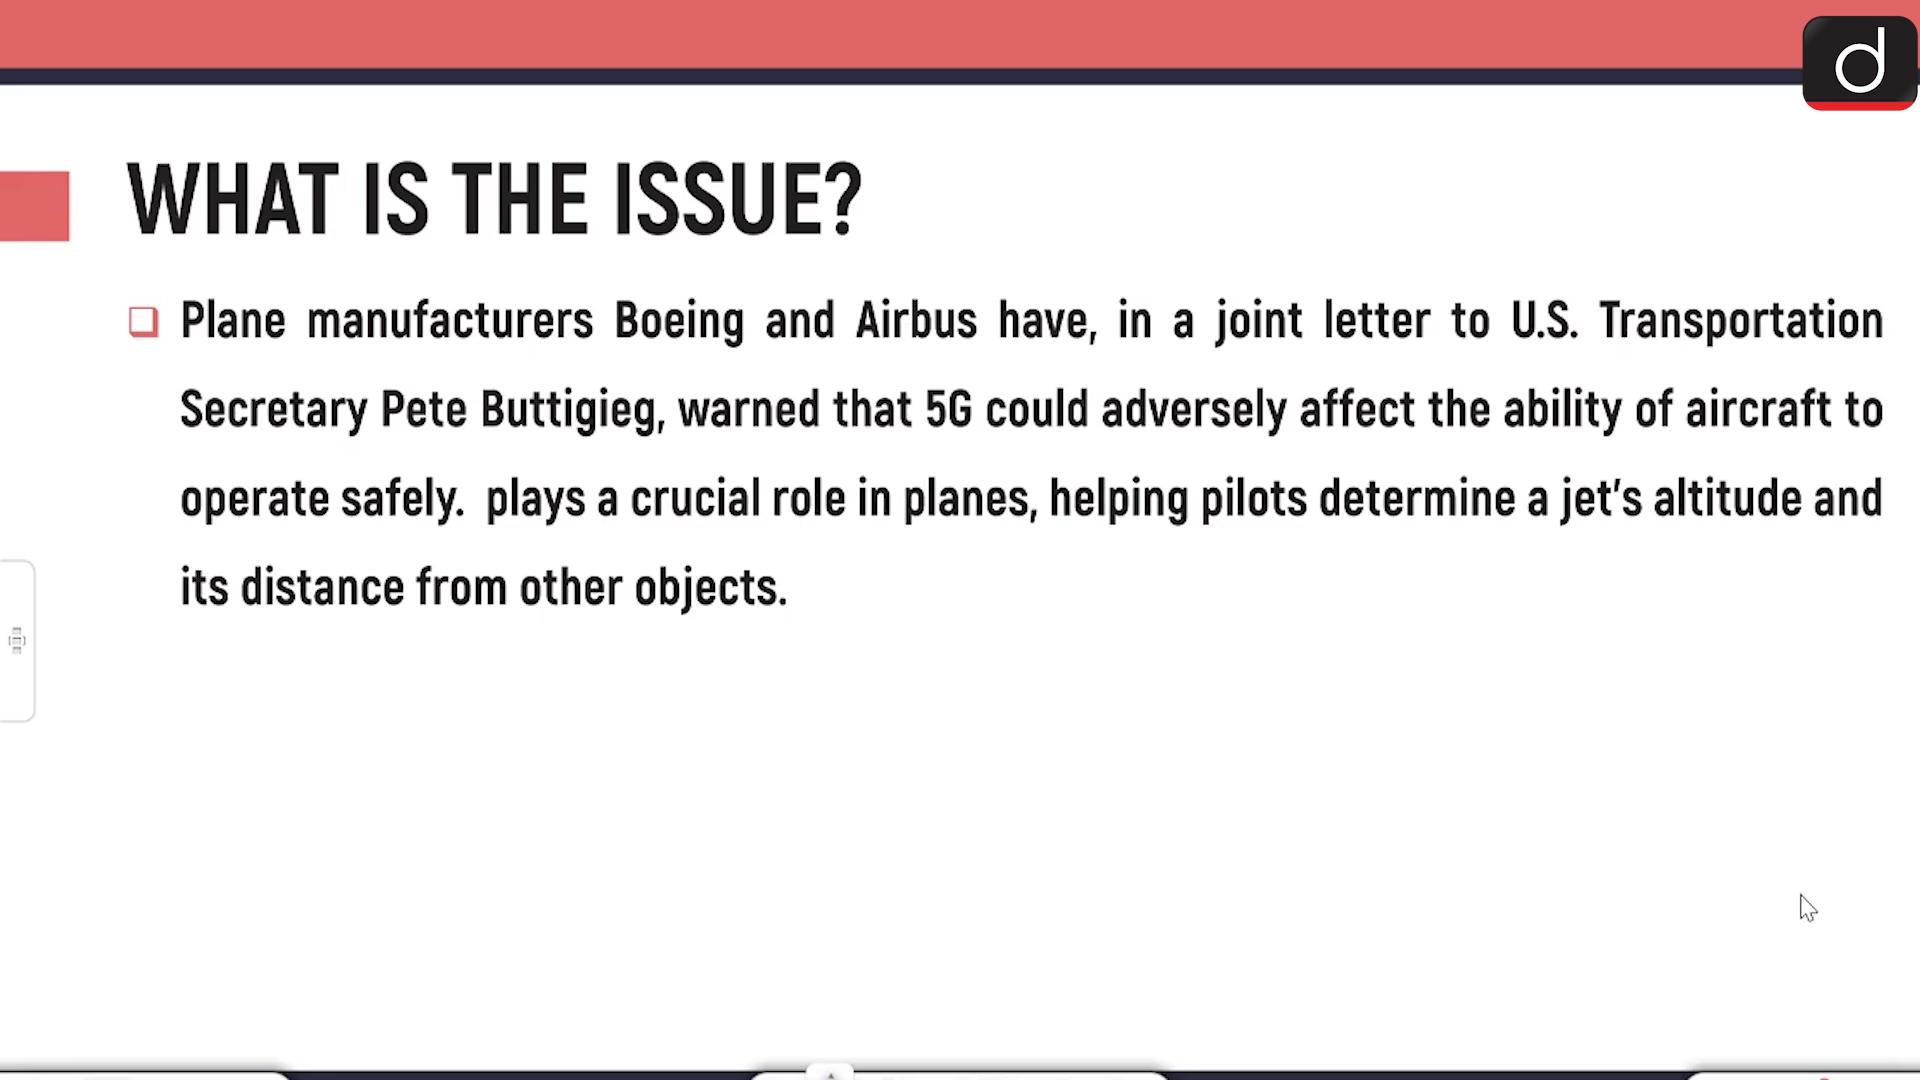 d
WHAT IS THE ISSUE?
Plane manufacturers Boeing and Airbus have, in a joint letter to U.S. Transportation
Secretary Pete Buttigieg, warned that 5G could adversely affect the ability of aircraft to
operate safely. plays a crucial role in planes, helping pilots determine a jet's altitude and
its distance from other objects.